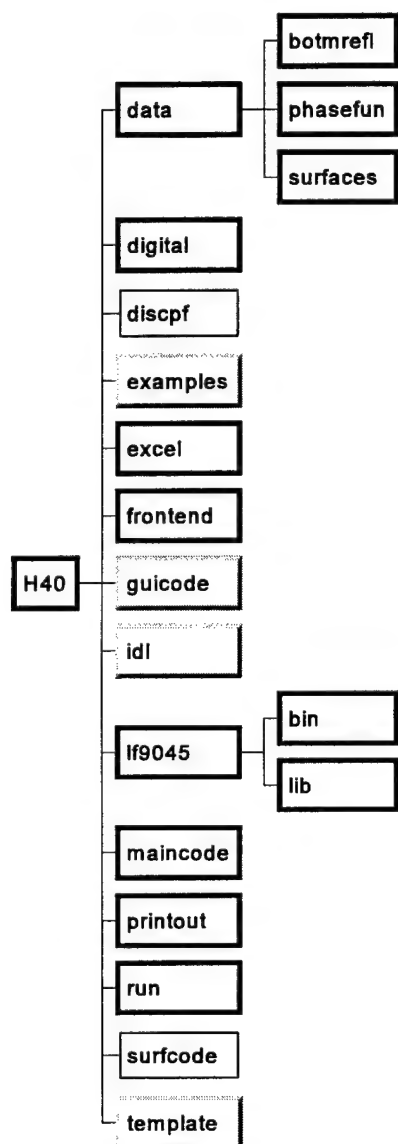 botmrefl
data
phasefun
surfaces
digital
discpf
examples
excel
frontend
H40
guicode
idl
lf9045
bin
lib
maincode
printout
run
surfcode
template